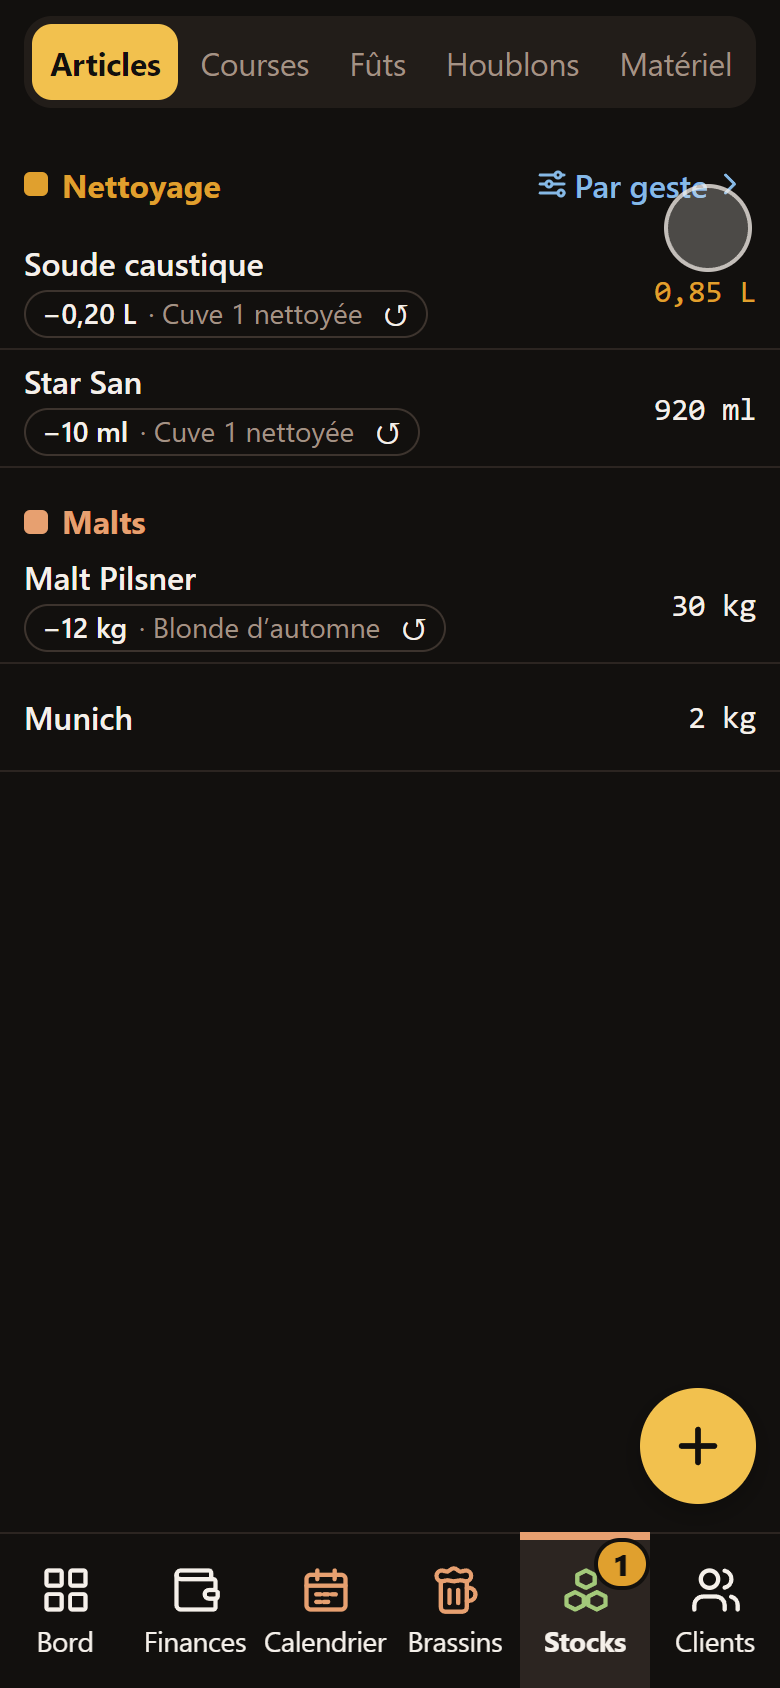 Articles Courses Fûts Houblons Matériel
Nettoyage Par geste
Soude caustique
0,85 L
−0,20 L · Cuve 1 nettoyée
Star San
920 ml
−10 ml · Cuve 1 nettoyée
Malts
Malt Pilsner
30 kg
−12 kg · Blonde d’automne
Munich 2 kg
1
Bord Finances Calendrier Brassins Stocks Clients